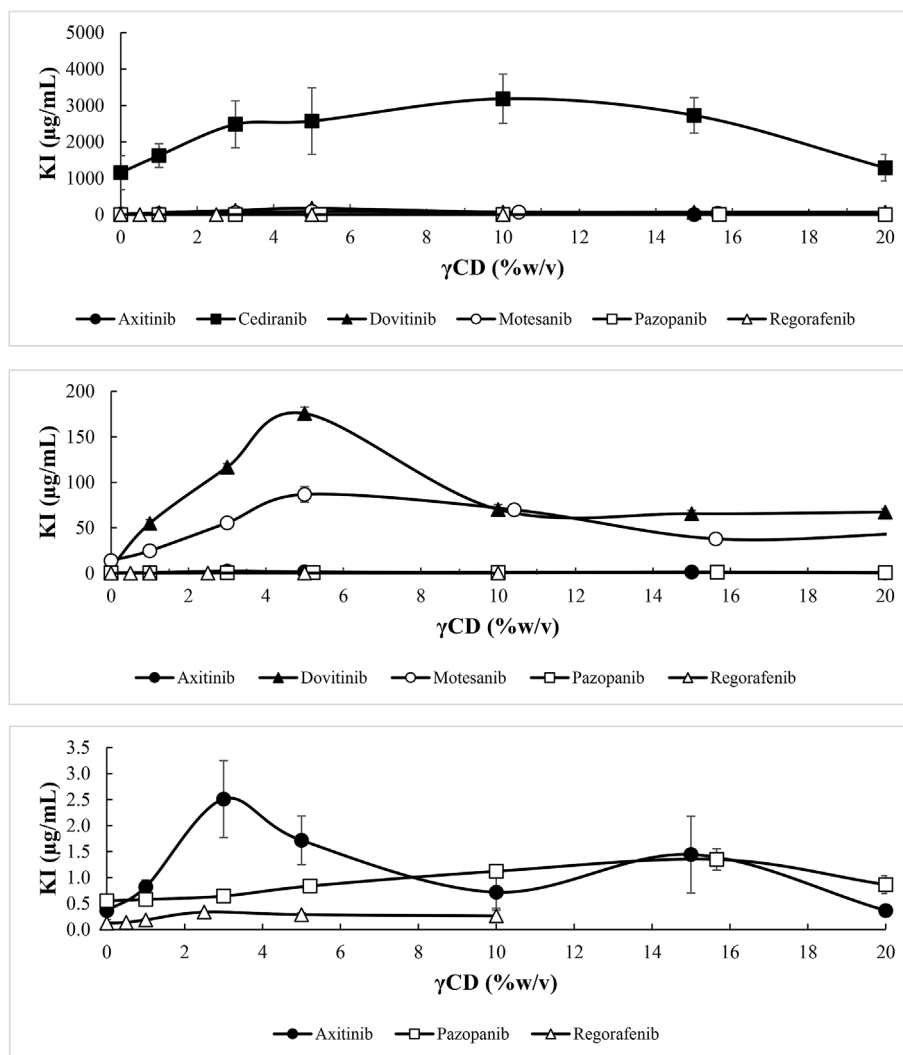 5000
4000
3000
2000
1000
0
KI (µg/mL)
0 2 4 6 8 10 12 14 16 18 20
γCD (%w/v)
Axitinib Cediranib Dovitinib Motesanib Pazopanib Regorafenib
200
150
100
50
0
KI (µg/mL)
0 2 4 6 8 10 12 14 16 18 20
γCD (%w/v)
Axitinib Dovitinib Motesanib Pazopanib Regorafenib
3.5
3.0
2.5
2.0
1.5
1.0
0.5
0.0
KI (µg/mL)
0 2 4 6 8 10 12 14 16 18 20
γCD (%w/v)
Axitinib Pazopanib Regorafenib